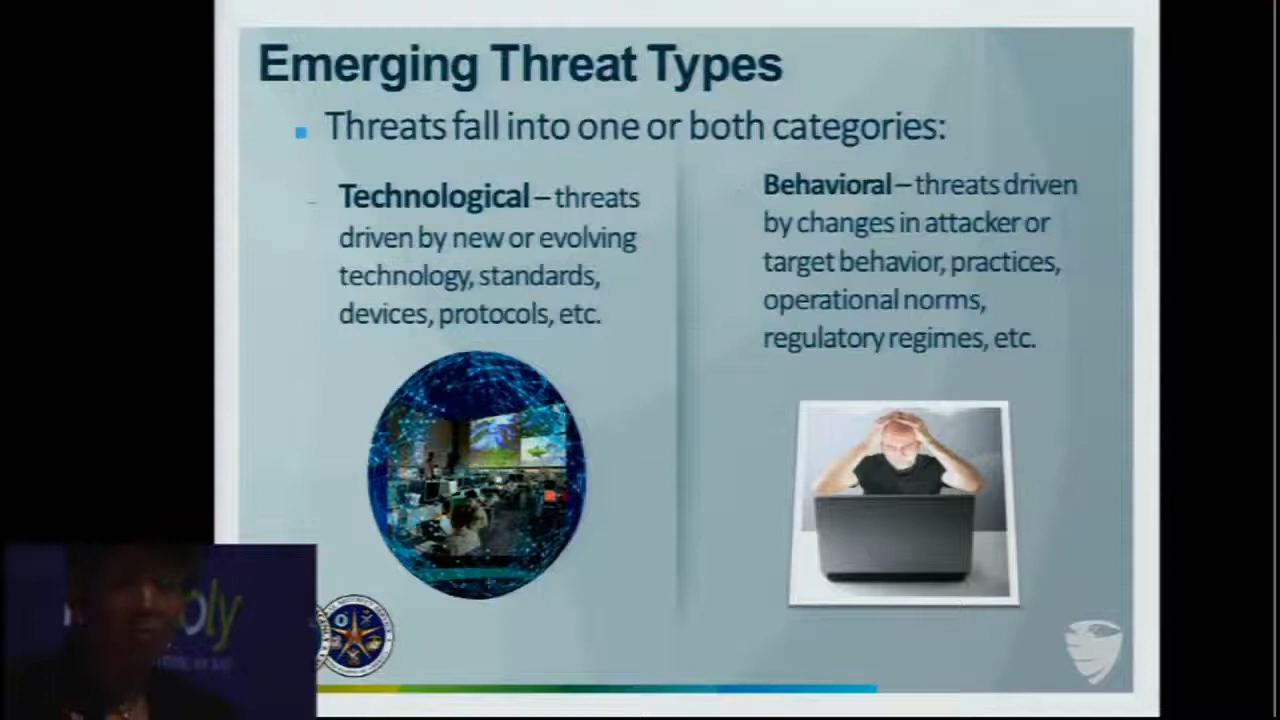 Emerging Threat Types
Threats fall into one or both categories:
Technological – threats
driven by new or evolving
technology, standards,
devices, protocols, etc.
Behavioral – threats driven
by changes in attacker or
target behavior, practices,
operational norms,
regulatory regimes, etc.